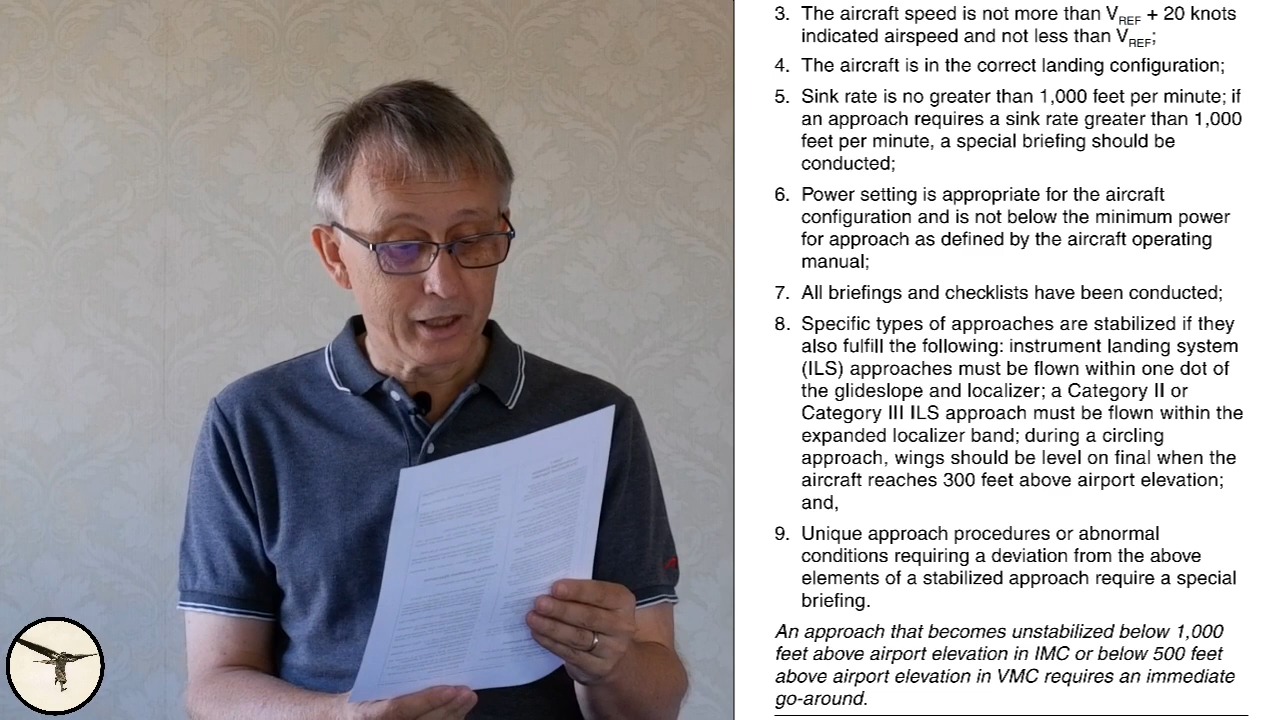 3. The aircraft speed is not more than VREF + 20 knots
indicated airspeed and not less than VREF;
4. The aircraft is in the correct landing configuration;
5. Sink rate is no greater than 1,000 feet per minute; if
an approach requires a sink rate greater than 1,000
feet per minute, a special briefing should be
conducted;
6. Power setting is appropriate for the aircraft
configuration and is not below the minimum power
for approach as defined by the aircraft operating
manual;
7. All briefings and checklists have been conducted;
8. Specific types of approaches are stabilized if they
also fulfill the following: instrument landing system
(ILS) approaches must be flown within one dot of
the glideslope and localizer; a Category II or
Category III ILS approach must be flown within the
expanded localizer band; during a circling
approach, wings should be level on final when the
aircraft reaches 300 feet above airport elevation;
and,
9. Unique approach procedures or abnormal
conditions requiring a deviation from the above
elements of a stabilized approach require a special
briefing.
An approach that becomes unstabilized below 1,000
feet above airport elevation in IMC or below 500 feet
above airport elevation in VMC requires an immediate
go-around.